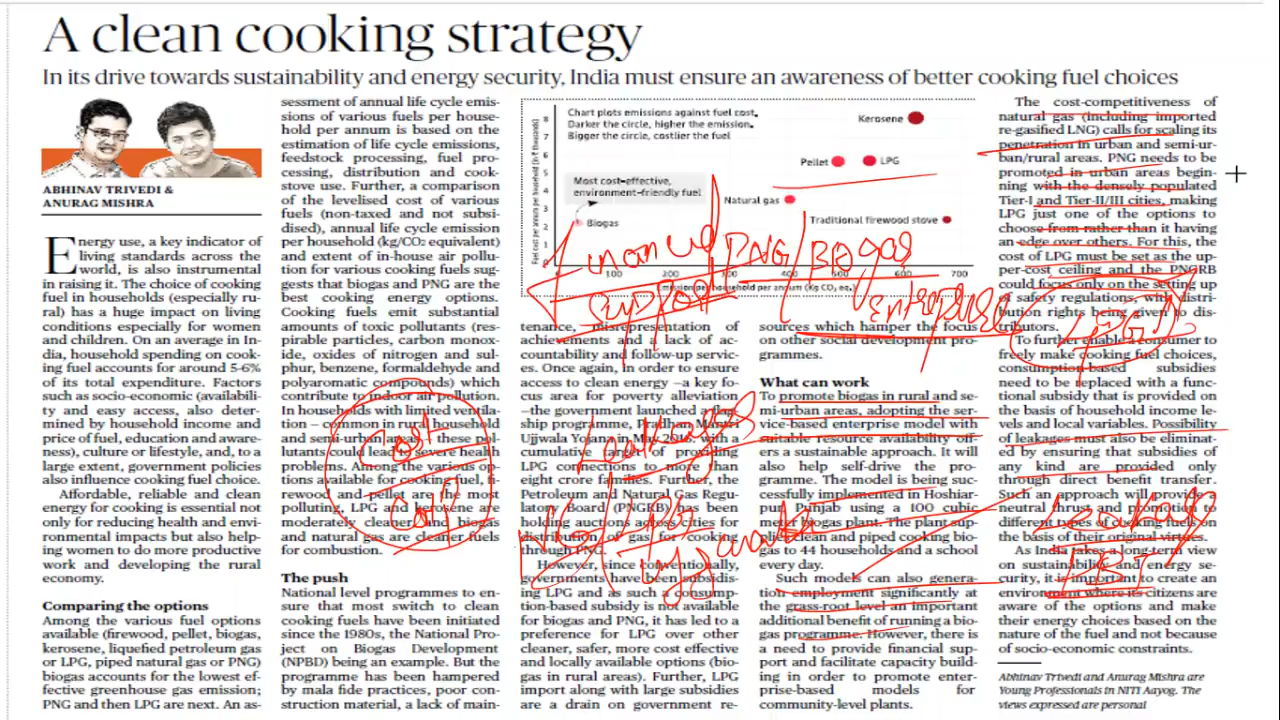 A clean cooking strategy
In its drive towards sustainability and energy security, India must ensure an awareness of better cooking fuel choices
ABHINAV TRIVEDI &
ANURAG MISHRA
Energy use, a key indicator of
living standards across the
world, is also instrumental
in raising it. The choice of cooking
fuel in households (especially ru-
ral) has a huge impact on living
conditions especially for women
and children. On an average in In-
dia, household spending on cook-
ing fuel accounts for around 5-6%
of its total expenditure. Factors
such as socio-economic (availabili-
ty and easy access, also deter-
mined by household income and
price of fuel, education and aware-
ness), culture or lifestyle, and, to a
large extent, government policies
also influence cooking fuel choice.
Affordable, reliable and clean
energy for cooking is essential not
only for reducing health and envi-
ronmental impacts but also help-
ing women to do more productive
work and developing the rural
economy.
Comparing the options
Among the various fuel options
available (firewood, pellet, biogas,
kerosene, liquefied petroleum gas
or LPG, piped natural gas or PNG)
biogas accounts for the lowest ef-
fective greenhouse gas emission;
PNG and then LPG are next. An as-
sessment of annual life cycle emis-
sions of various fuels per house-
hold per annum is based on the
estimation of life cycle emissions,
feedstock processing, fuel pro-
cessing, distribution and cook-
stove use. Further, a comparison
of the levelised cost of various
fuels (non-taxed and not subsi-
dised), annual life cycle emission
per household (kg/CO₂ equivalent)
and extent of in-house air pollu-
tion for various cooking fuels sug-
gests that biogas and PNG are the
best cooking energy options.
Cooking fuels emit substantial
amounts of toxic pollutants (res-
pirable particles, carbon monox-
ide, oxides of nitrogen and sul-
phur, benzene, formaldehyde and
polyaromatic compounds) which
contribute to indoor air pollution.
In households with limited ventila-
tion – common in rural household
and semi-urban areas – these pol-
lutants could lead to severe health
problems. Among the various op-
tions available for cooking fuel, fi-
rewood and pellet are the most
polluting, LPG and kerosene are
moderately cleaner and biogas
and natural gas are cleaner fuels
for combustion.
The push
National level programmes to en-
sure that most switch to clean
cooking fuels have been initiated
since the 1980s, the National Pro-
ject on Biogas Development
(NPBD) being an example. But the
programme has been hampered
by mala fide practices, poor con-
struction material, a lack of main-
Chart plots emissions against fuel cost.
Darker the circle, higher the emission.
Bigger the circle, costlier the fuel
Kerosene
Pellet LPG
Most cost-effective,
environment-friendly fuel
Natural gas
Biogas
Traditional firewood stove
Fuel cost per annum per household (in ₹ thousands)
8
7
6
5
4
3
2
100 400 500 600 700
Emission per household per annum (Kg CO₂ eq.)
PNG/Biogas
tenance, misrepresentation of
achievements and a lack of ac-
countability and follow-up servic-
es. Once again, in order to ensure
access to clean energy – a key fo-
cus area for poverty alleviation
– the government launched a flag-
ship programme, Pradhan Mantri
Ujjwala Yojana in May 2016, with a
cumulative target of providing
LPG connections to more than
eight crore families. Further, the
Petroleum and Natural Gas Regu-
latory Board (PNGRB) has been
holding auctions across cities for
distribution of gas for cooking
through PNG.
However, since conventionally,
governments have been subsidis-
ing LPG and as such a consump-
tion-based subsidy is not available
for biogas and PNG, it has led to a
preference for LPG over other
cleaner, safer, more cost effective
and locally available options (bio-
gas in rural areas). Further, LPG
import along with large subsidies
are a drain on government re-
sources which hamper the focus
on other social development pro-
grammes.
What can work
To promote biogas in rural and se-
mi-urban areas, adopting the ser-
vice-based enterprise model with
suitable resource availability off-
ers a sustainable approach. It will
also help self-drive the pro-
gramme. The model is being suc-
cessfully implemented in Hoshiar-
pur, Punjab using a 100 cubic
meter biogas plant. The plant sup-
plies clean and piped cooking bio-
gas to 44 households and a school
every day.
Such models can also genera-
tion employment significantly at
the grass-root level an important
additional benefit of running a bio-
gas programme. However, there is
a need to provide financial sup-
port and facilitate capacity build-
ing in order to promote enter-
prise-based models for
community-level plants.
The cost-competitiveness of
natural gas (including imported
re-gasified LNG) calls for scaling its
penetration in urban and semi-ur-
ban/rural areas. PNG needs to be
promoted in urban areas begin-
ning with the densely populated
Tier-I and Tier-II/III cities, making
LPG just one of the options to
choose from rather than it having
an edge over others. For this, the
cost of LPG must be set as the up-
per-cost ceiling and the PNGRB
could focus only on the setting up
of safety regulations, with distri-
bution rights being given to dis-
tributors.
To further enable a consumer to
freely make cooking fuel choices,
consumption-based subsidies
need to be replaced with a func-
tional subsidy that is provided on
the basis of household income le-
vels and local variables. Possibility
of leakages must also be eliminat-
ed by ensuring that subsidies of
any kind are provided only
through direct benefit transfer.
Such an approach will provide a
neutral thrust and promote
different types of cooking fuels on
the basis of their original virtues.
As India takes a long-term view
on sustainability and energy se-
curity, it is important to create an
environment where its citizens are
aware of the options and make
their energy choices based on the
nature of the fuel and not because
of socio-economic constraints.
Abhinav Trivedi and Anurag Mishra are
Young Professionals in NITI Aayog. The
views expressed are personal
Leakages
Leakage
DBT